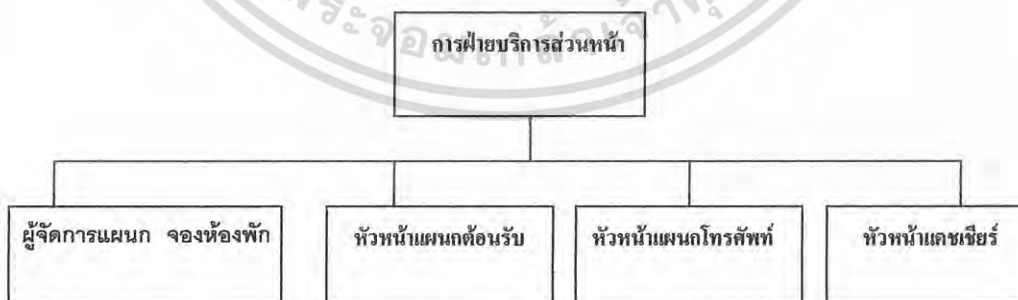 การฝ่ายบริการส่วนหน้า
ผู้จัดการแผนก จองห้องพัก
หัวหน้าแผนกต้อนรับ
หัวหน้าแผนกโทรศัพท์
หัวหน้าแคชเชียร์